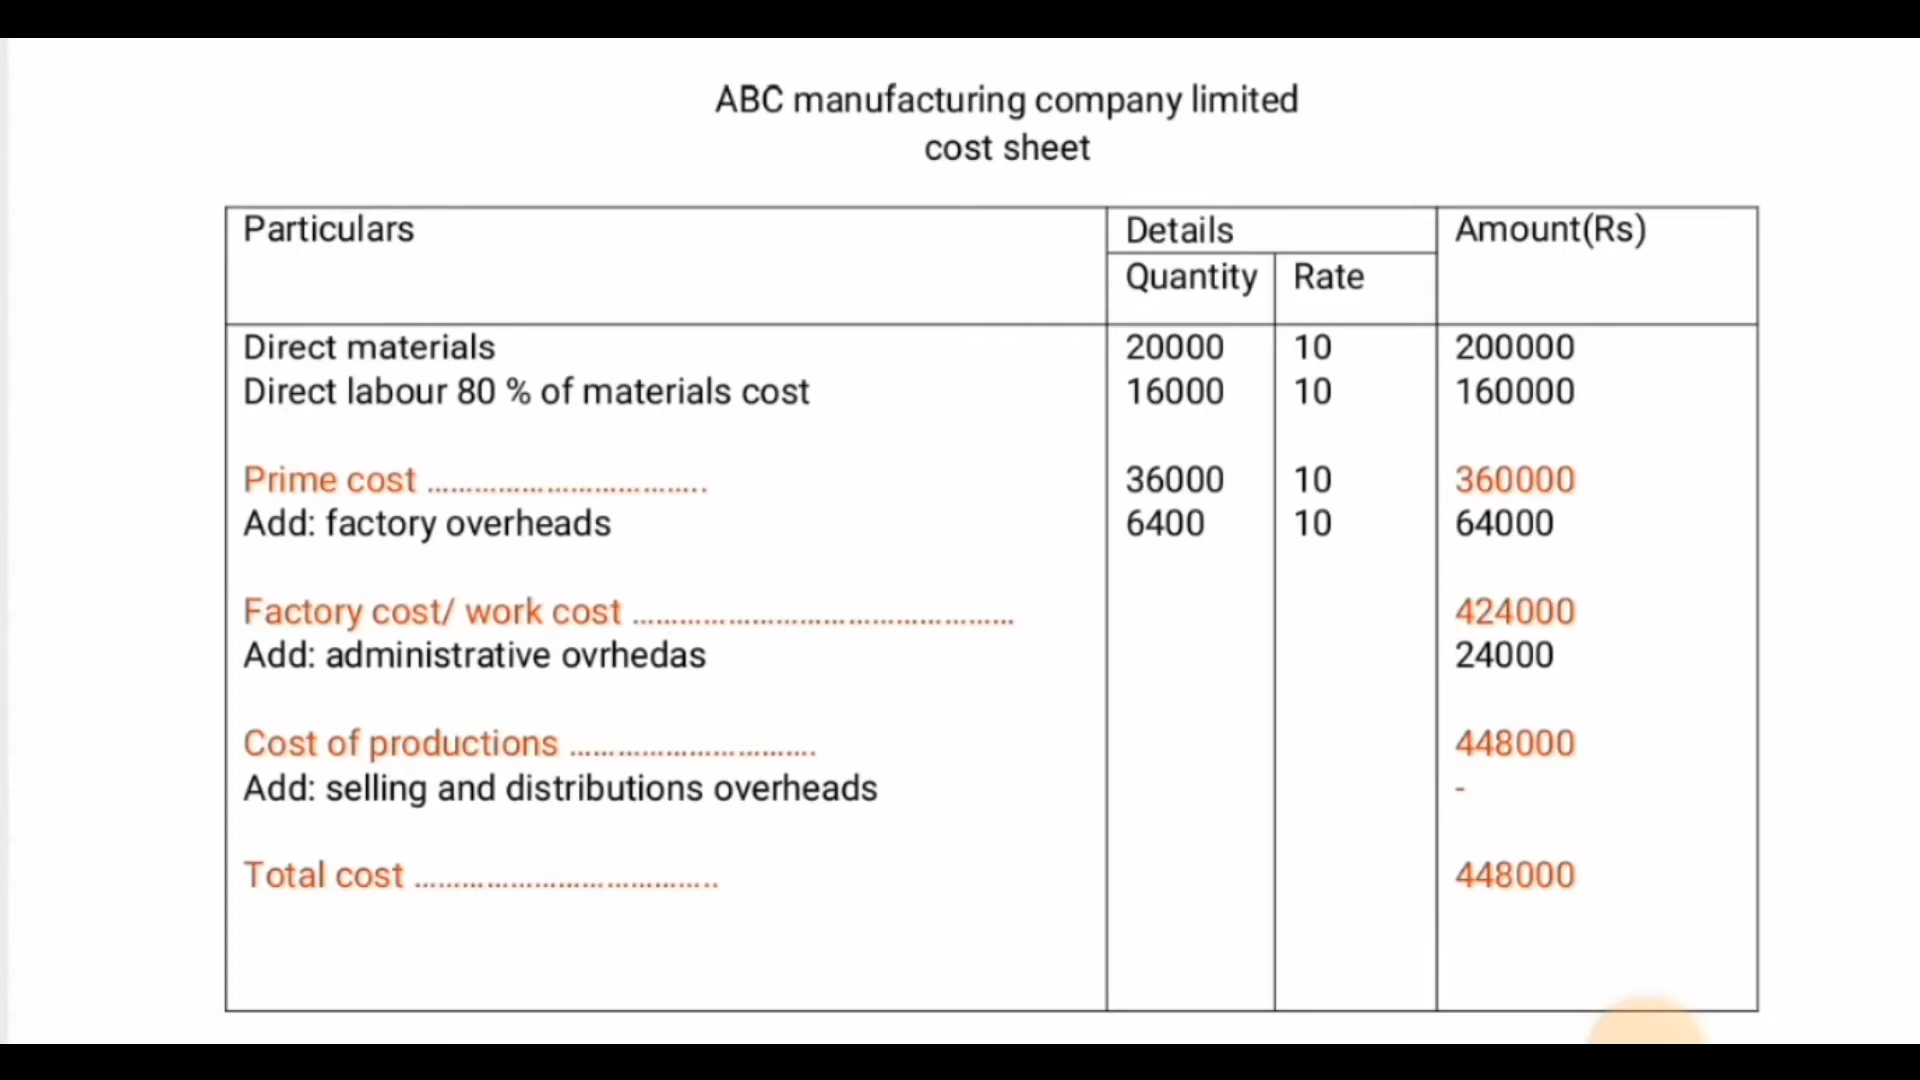 ABC manufacturing company limited
cost sheet
Particulars Details Amount(Rs)
Quantity Rate
Direct materials 20000 10 200000
Direct labour 80 % of materials cost 16000 10 160000
Prime cost ……………………………….. 36000 10 360000
Add: factory overheads 6400 10 64000
Factory cost/ work cost ………………………………………… 424000
Add: administrative ovrhedas 24000
Cost of productions …………………………. 448000
Add: selling and distributions overheads -
Total cost ……………………………….. 448000